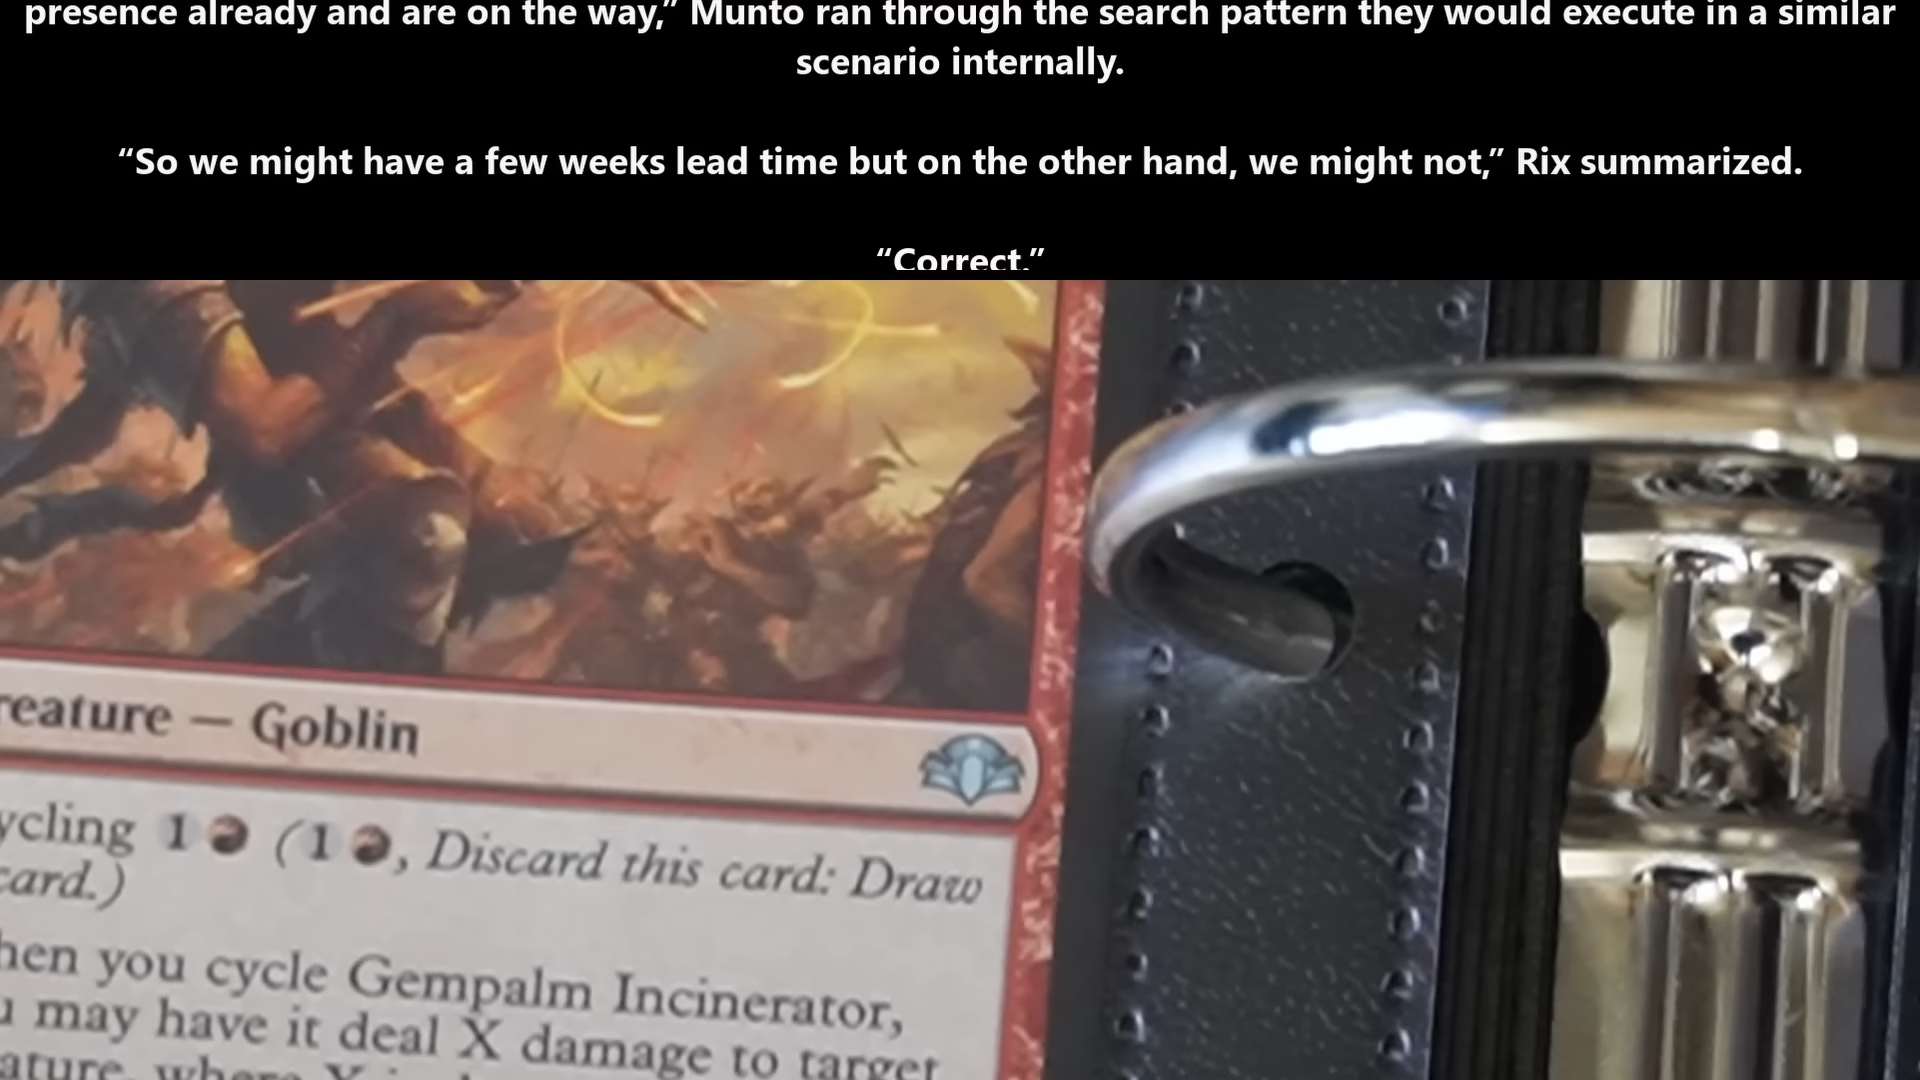 presence already and are on the way,” Munto ran through the search pattern they would execute in a similar
scenario internally.
“So we might have a few weeks lead time but on the other hand, we might not,” Rix summarized.
“Correct.”
reature — Goblin
ycling 1 (1 , Discard this card: Draw
card.)
hen you cycle Gempalm Incinerator,
u may have it deal X damage to target
ature, where X is